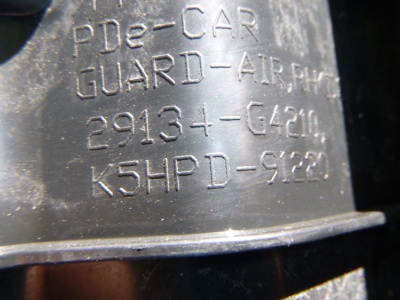 PDe-CAR
GUARD-AIR,RH
29134-G4210,
K5HPD-91220